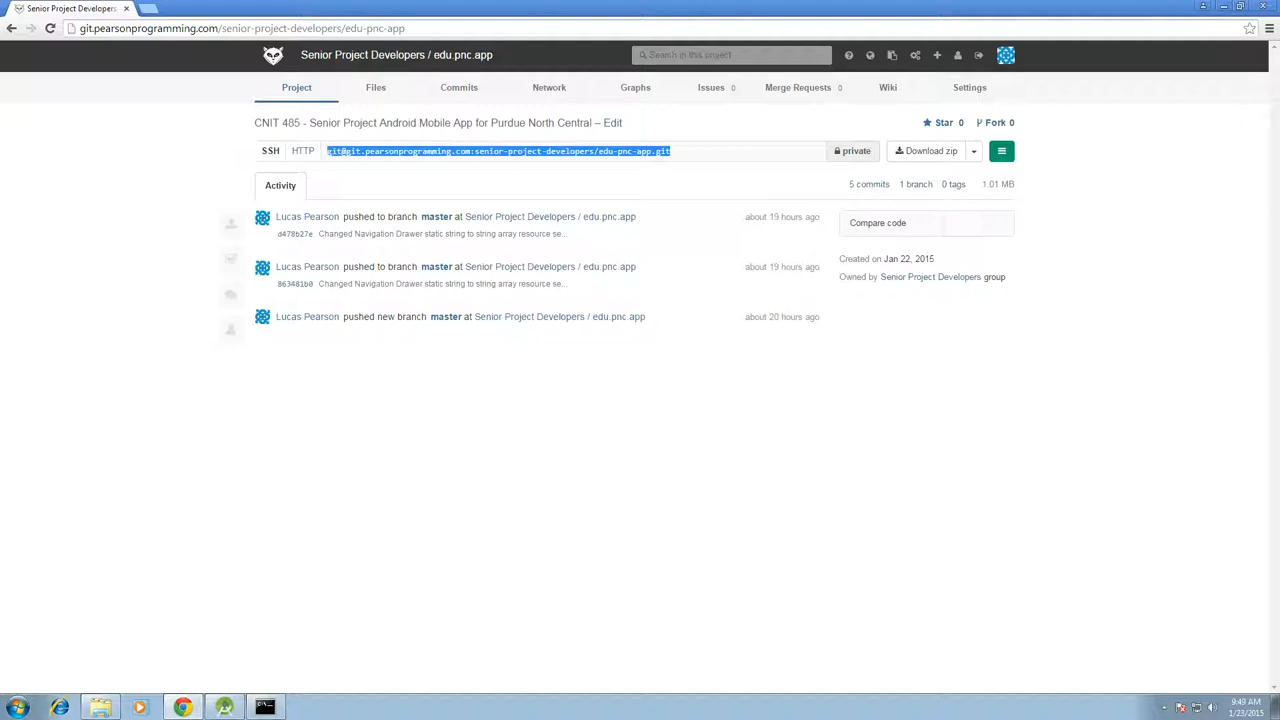 Senior Project Developers
git.pearsonprogramming.com/senior-project-developers/edu-pnc-app
Senior Project Developers / edu.pnc.app
Search in this project
Project Files Commits Network Graphs Issues 0 Merge Requests 0 Wiki Settings
CNIT 485 - Senior Project Android Mobile App for Purdue North Central – Edit
Star 0 Fork 0
SSH HTTP git@git.pearsonprogramming.com:senior-project-developers/edu-pnc-app.git private Download zip
Activity
5 commits 1 branch 0 tags 1.01 MB
Lucas Pearson pushed to branch master at Senior Project Developers / edu.pnc.app about 19 hours ago
d478b27e Changed Navigation Drawer static string to string array resource se...
Compare code
Created on Jan 22, 2015
Lucas Pearson pushed to branch master at Senior Project Developers / edu.pnc.app about 19 hours ago
Owned by Senior Project Developers group
863481b0 Changed Navigation Drawer static string to string array resource se...
Lucas Pearson pushed new branch master at Senior Project Developers / edu.pnc.app about 20 hours ago
9:49 AM
1/23/2015